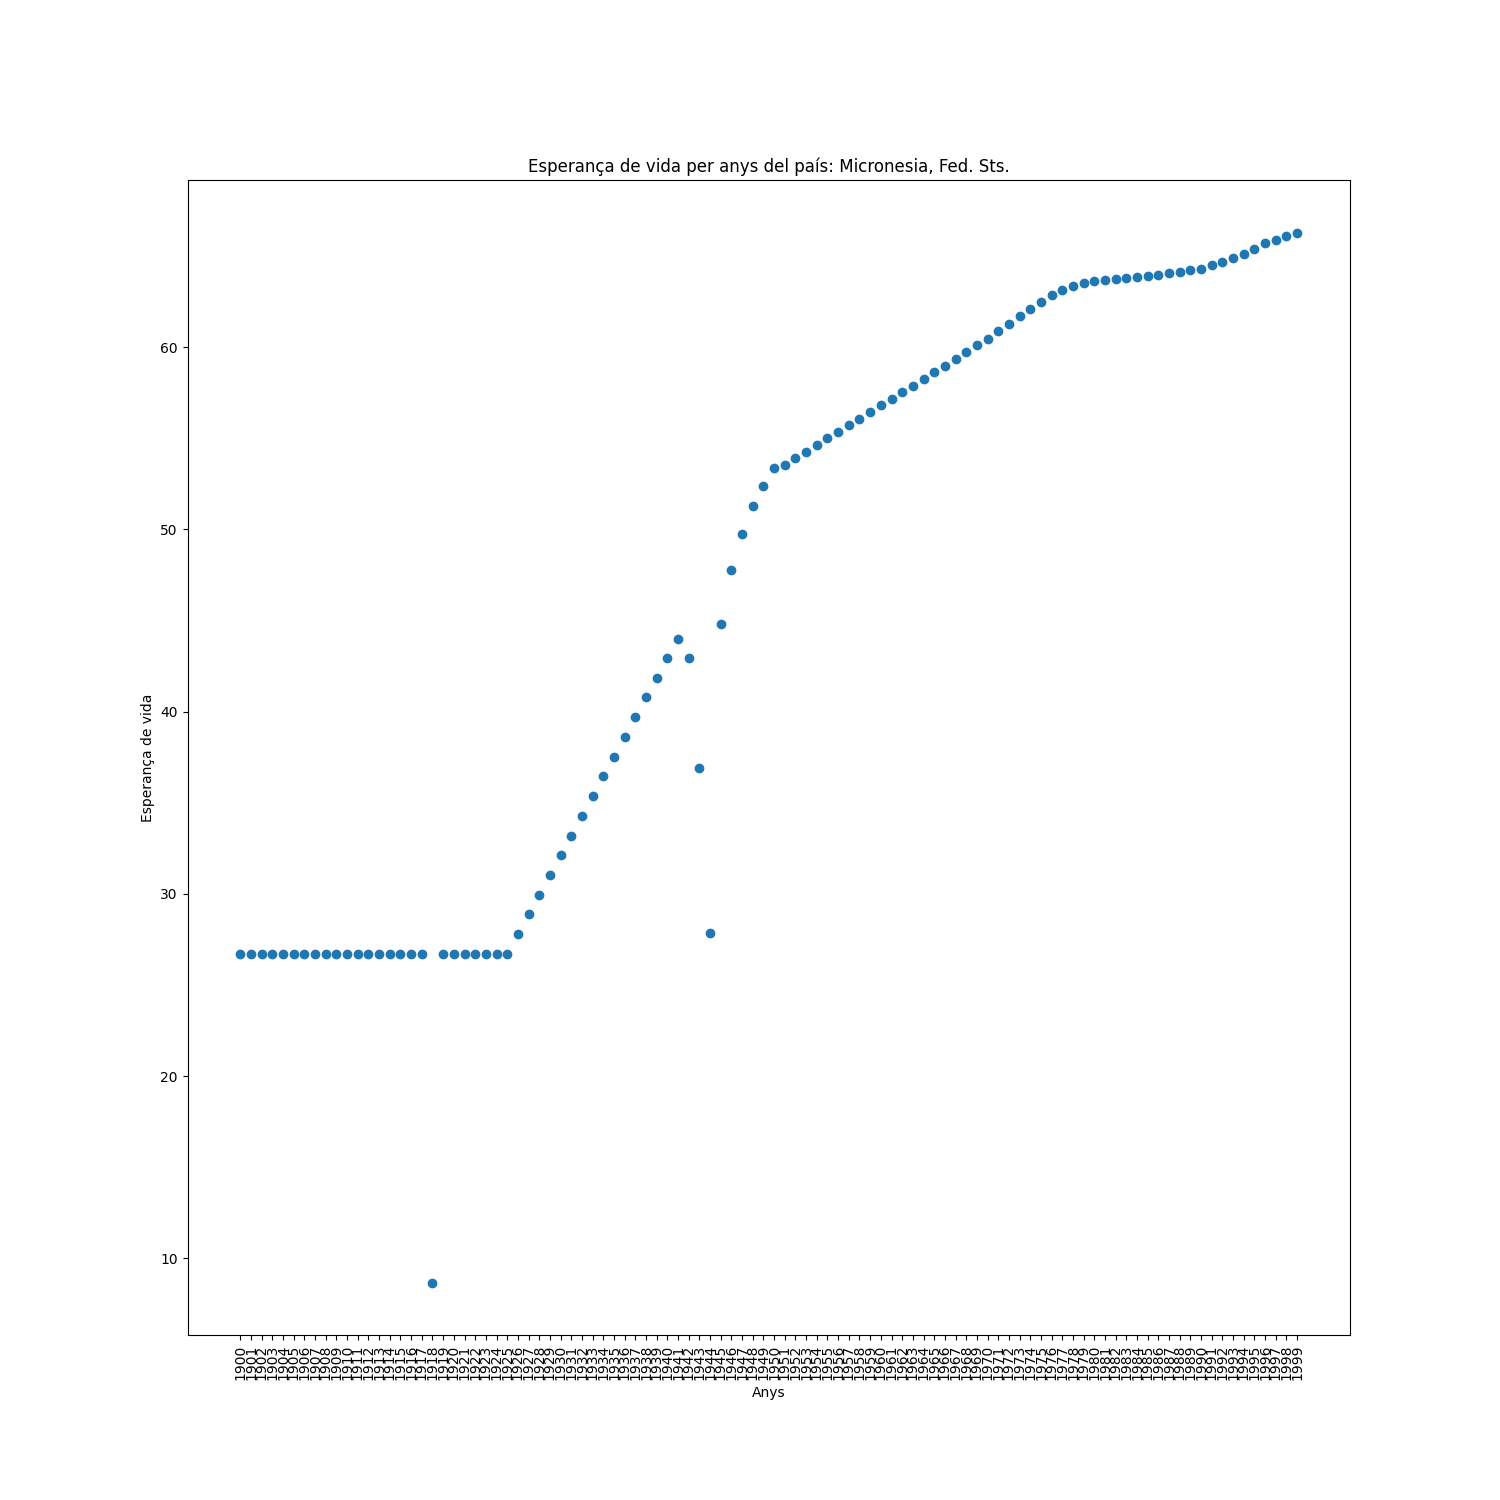 Esperança de vida per anys del país: Micronesia, Fed. Sts.
60
50
40
30
20
10
Esperança de vida
1900 1901 1902 1903 1904 1905 1906 1907 1908 1909 1910 1911 1912 1913 1914 1915 1916 1917 1918 1919 1920 1921 1922 1923 1924 1925 1926 1927 1928 1929 1930 1931 1932 1933 1934 1935 1936 1937 1938 1939 1940 1941 1942 1943 1944 1945 1946 1947 1948 1949 1950 1951 1952 1953 1954 1955 1956 1957 1958 1959 1960 1961 1962 1963 1964 1965 1966 1967 1968 1969 1970 1971 1972 1973 1974 1975 1976 1977 1978 1979 1980 1981 1982 1983 1984 1985 1986 1987 1988 1989 1990 1991 1992 1993 1994 1995 1996 1997 1998 1999
Anys